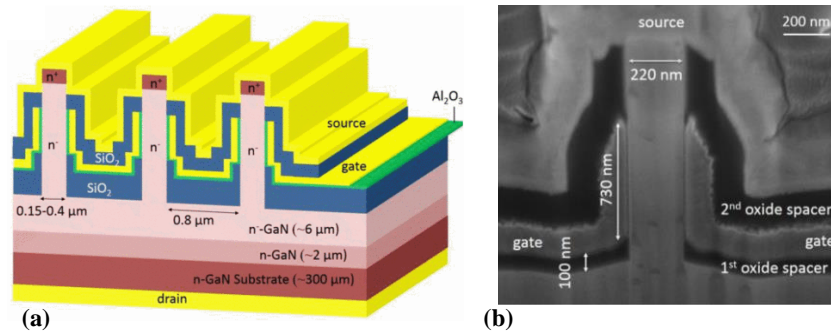 n⁺
n⁺
n⁺
Al₂O₃
source
n⁻
n⁻
n⁻
SiO₂
gate
SiO₂
0.15-0.4 µm
0.8 µm
n⁻-GaN (~6 µm)
n-GaN (~2 µm)
n-GaN Substrate (~300 µm)
drain
(a)
source
200 nm
220 nm
730 nm
2ⁿᵈ oxide spacer
gate
gate
100 nm
1ˢᵗ oxide spacer
(b)